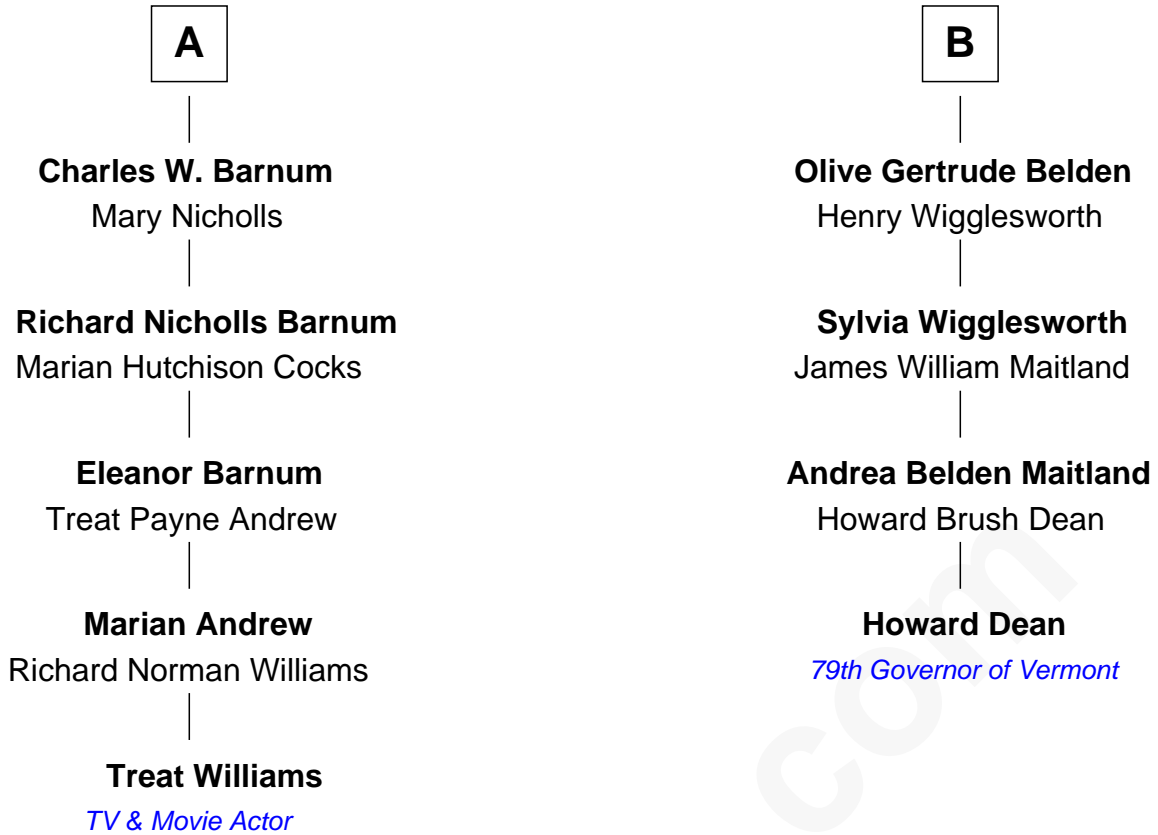 A
Charles W. Barnum
Mary Nicholls
Richard Nicholls Barnum
Marian Hutchison Cocks
Eleanor Barnum
Treat Payne Andrew
Marian Andrew
Richard Norman Williams
Treat Williams
TV & Movie Actor
B
Olive Gertrude Belden
Henry Wigglesworth
Sylvia Wigglesworth
James William Maitland
Andrea Belden Maitland
Howard Brush Dean
Howard Dean
79th Governor of Vermont
com